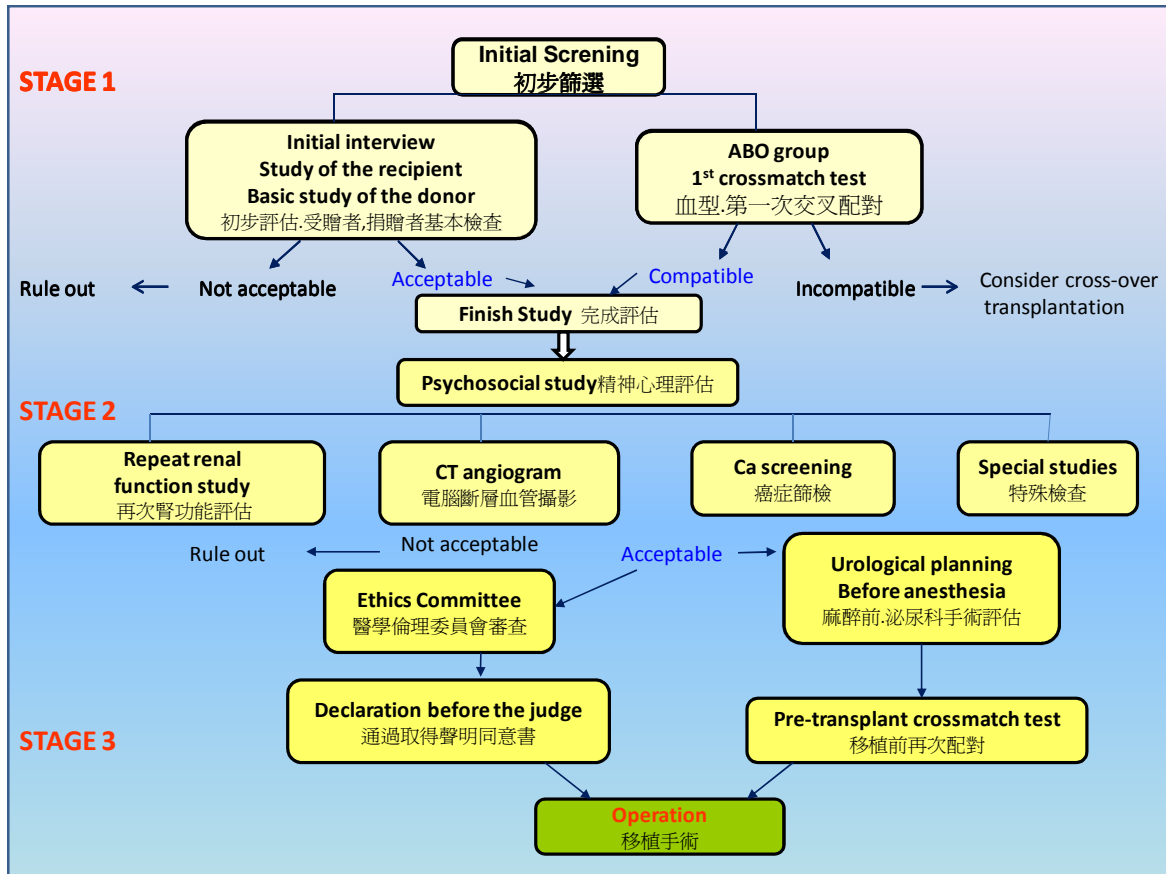 Initial Screning
初步篩選
STAGE 1
Initial interview
Study of the recipient
Basic study of the donor
初步評估.受贈者,捐贈者基本檢查
ABO group
1st crossmatch test
血型.第一次交叉配對
Rule out
Not acceptable
Acceptable
Compatible
Incompatible
Consider cross-over
transplantation
Finish Study 完成評估
Psychosocial study精神心理評估
STAGE 2
Repeat renal
function study
再次腎功能評估
CT angiogram
電腦斷層血管攝影
Ca screening
癌症篩檢
Special studies
特殊檢查
Rule out
Not acceptable
Acceptable
Urological planning
Before anesthesia
麻醉前.泌尿科手術評估
Ethics Committee
醫學倫理委員會審查
Declaration before the judge
通過取得聲明同意書
STAGE 3
Pre-transplant crossmatch test
移植前再次配對
Operation
移植手術